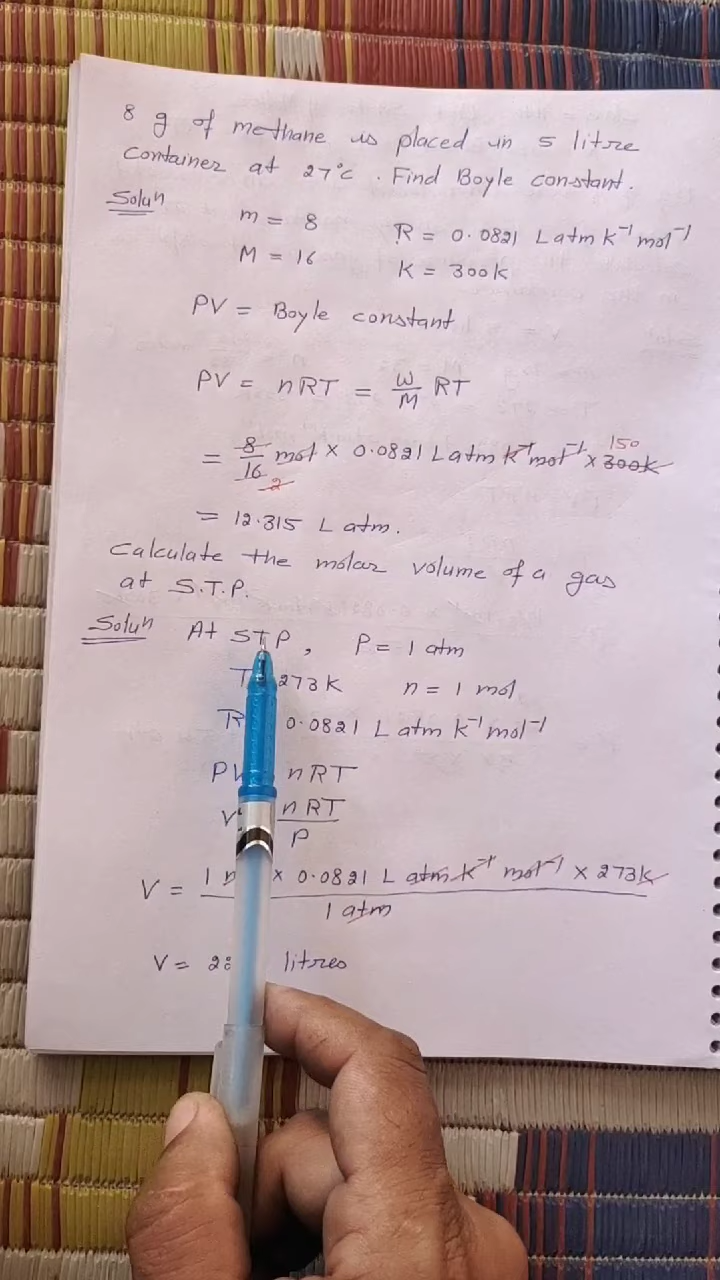 8 g of methane is placed in 5 litre
container at 27°c. Find Boyle constant.
Soluⁿ
m = 8 R = 0.0821 L atm k⁻¹ mol⁻¹
M = 16 K = 300k
PV = Boyle constant
PV = nRT = W/M RT
= 8/16 mol × 0.0821 L atm k⁻¹ mol⁻¹ × 300k
2 150
= 12.315 L atm.
Calculate the molar volume of a gas
at S.T.P.
Soluⁿ At STP, P = 1 atm
T 273k n = 1 mol
R 0.0821 L atm k⁻¹ mol⁻¹
PV nRT
V nRT/P
V = 1 × 0.0821 L atm k⁻¹ mol⁻¹ × 273k / 1 atm
V = litres